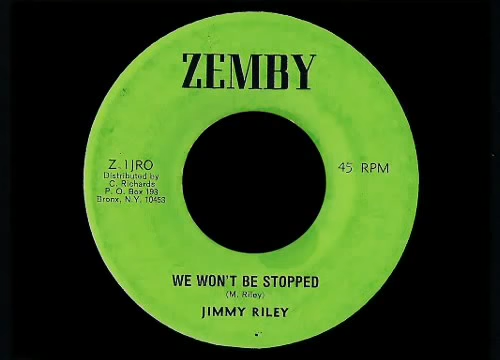 ZEMBY
Z. 1JRO
Distributed by
C. Richards
P. O. Box 193
Bronx, N.Y. 10453
45 RPM
WE WON'T BE STOPPED
(M. Riley)
JIMMY RILEY